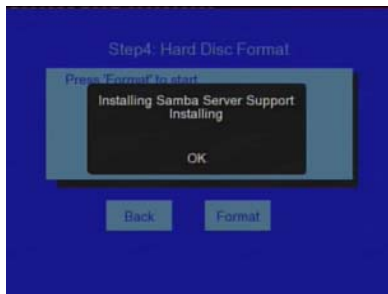 Step4: Hard Disc Format
Press 'Format' to start
Installing Samba Server Support
Installing
OK
Back
Format